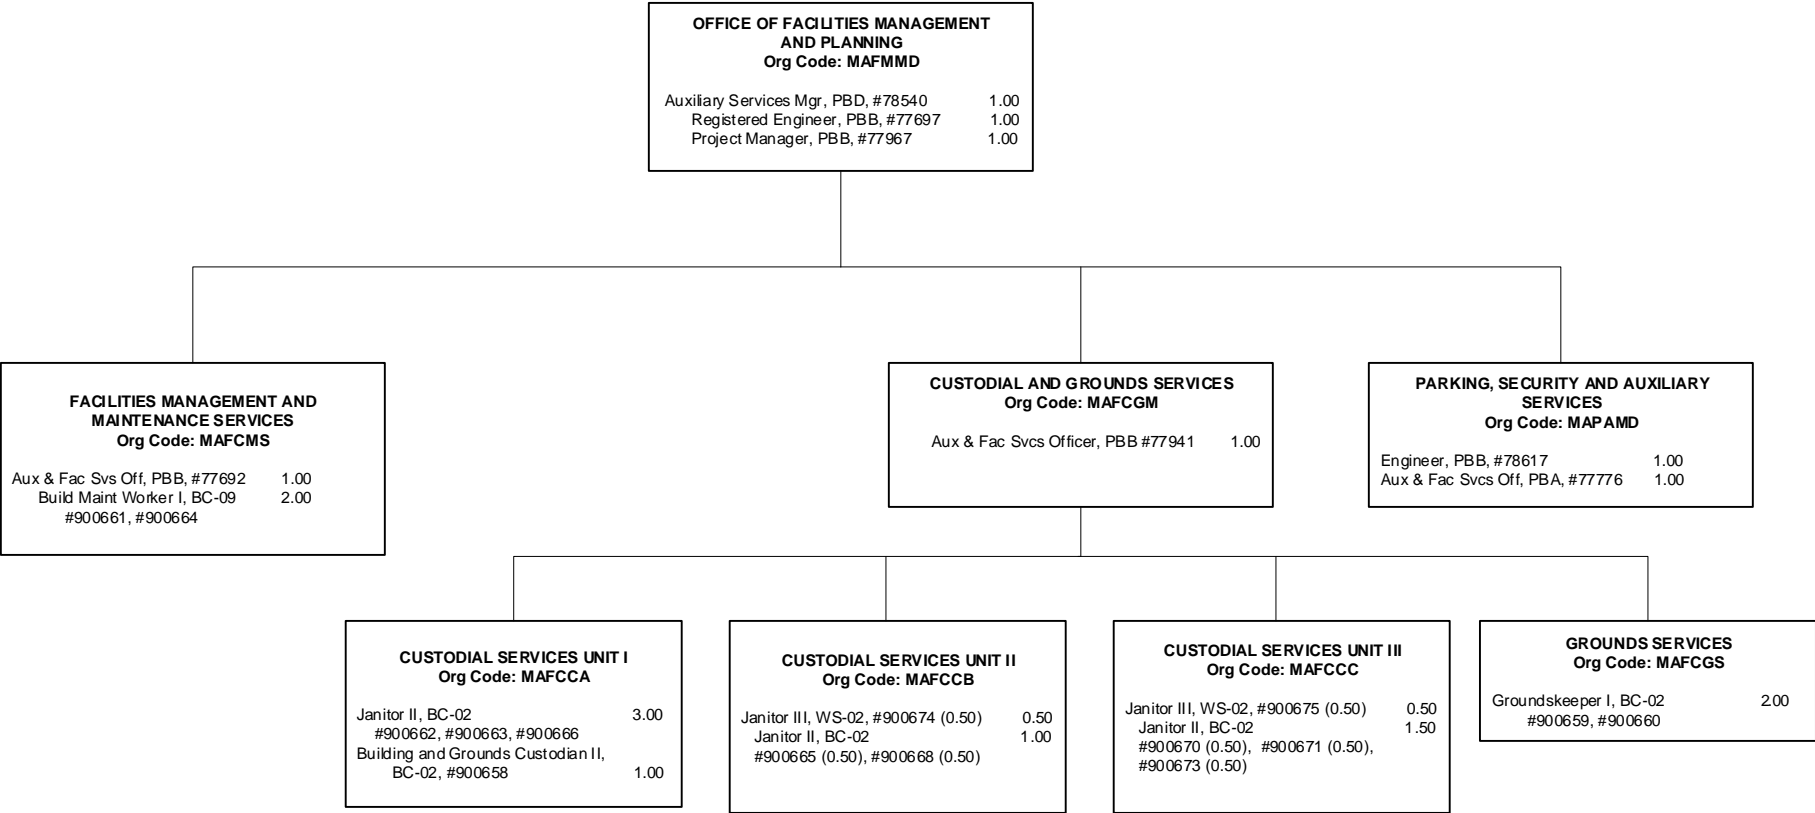 OFFICE OF FACILITIES MANAGEMENT
AND PLANNING
Org Code: MAFMMD
Auxiliary Services Mgr, PBD, #78540 1.00
Registered Engineer, PBB, #77697 1.00
Project Manager, PBB, #77967 1.00
FACILITIES MANAGEMENT AND
MAINTENANCE SERVICES
Org Code: MAFCMS
Aux & Fac Svs Off, PBB, #77692 1.00
Build Maint Worker I, BC-09 2.00
#900661, #900664
CUSTODIAL AND GROUNDS SERVICES
Org Code: MAFCGM
Aux & Fac Svcs Officer, PBB #77941 1.00
PARKING, SECURITY AND AUXILIARY
SERVICES
Org Code: MAPAMD
Engineer, PBB, #78617 1.00
Aux & Fac Svcs Off, PBA, #77776 1.00
CUSTODIAL SERVICES UNIT I
Org Code: MAFCCA
Janitor II, BC-02 3.00
#900662, #900663, #900666
Building and Grounds Custodian II,
BC-02, #900658 1.00
CUSTODIAL SERVICES UNIT II
Org Code: MAFCCB
Janitor III, WS-02, #900674 (0.50) 0.50
Janitor II, BC-02 1.00
#900665 (0.50), #900668 (0.50)
CUSTODIAL SERVICES UNIT III
Org Code: MAFCCC
Janitor III, WS-02, #900675 (0.50) 0.50
Janitor II, BC-02 1.50
#900670 (0.50), #900671 (0.50),
#900673 (0.50)
GROUNDS SERVICES
Org Code: MAFCGS
Groundskeeper I, BC-02 2.00
#900659, #900660